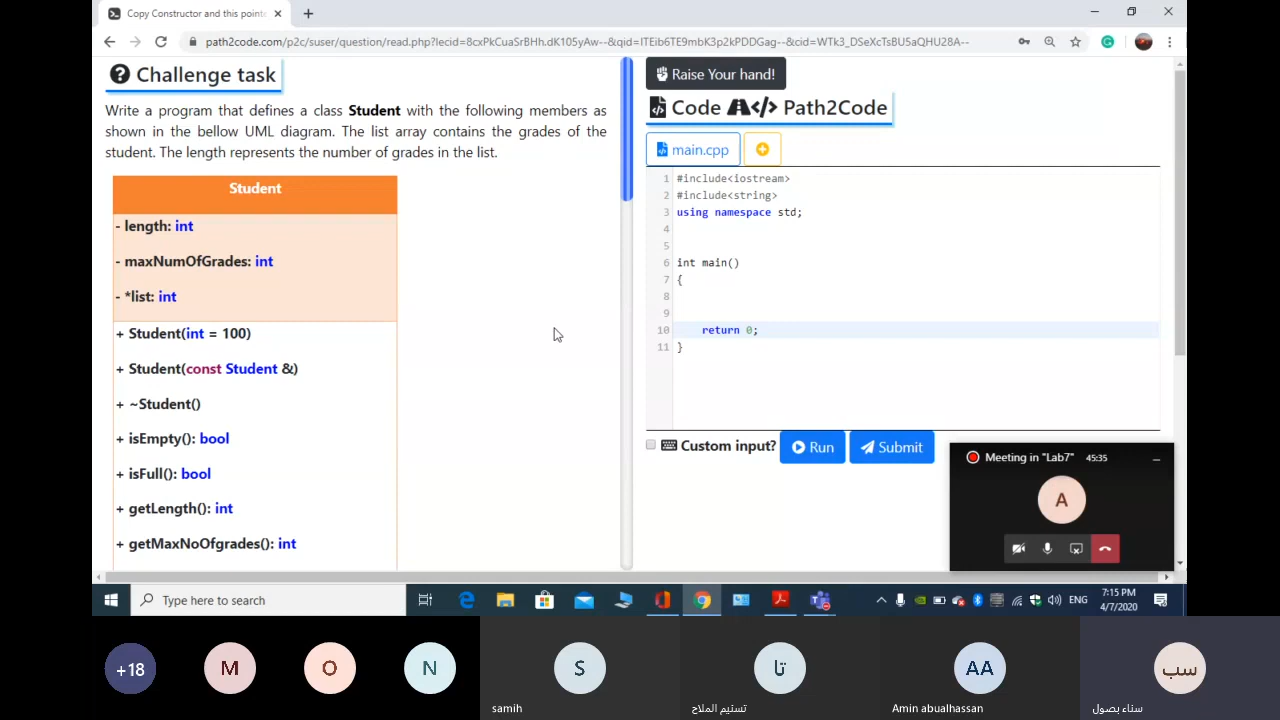 Copy Constructor and this pointe
path2code.com/p2c/suser/question/read.php?lecid=8cxPkCuaSrBHh.dK105yAw--&qid=ITEib6TE9mbK3p2kPDDGag--&cid=WTk3_DSeXcTsBU5aQHU28A--
Challenge task
Write a program that defines a class Student with the following members as
shown in the bellow UML diagram. The list array contains the grades of the
student. The length represents the number of grades in the list.
Student
- length: int
- maxNumOfGrades: int
- *list: int
+ Student(int = 100)
+ Student(const Student &)
+ ~Student()
+ isEmpty(): bool
+ isFull(): bool
+ getLength(): int
+ getMaxNoOfgrades(): int
Raise Your hand!
Code Path2Code
main.cpp
1 #include<iostream>
2 #include<string>
3 using namespace std;
4
5
6 int main()
7 {
8
9
10 return 0;
11 }
Custom input? Run Submit
Meeting in "Lab7" 45:35
A
Type here to search
ENG
7:15 PM
4/7/2020
+18
M
O
N
S
samih
تا
تسنيم الملاح
AA
Amin abualhassan
سب
سناء بصول